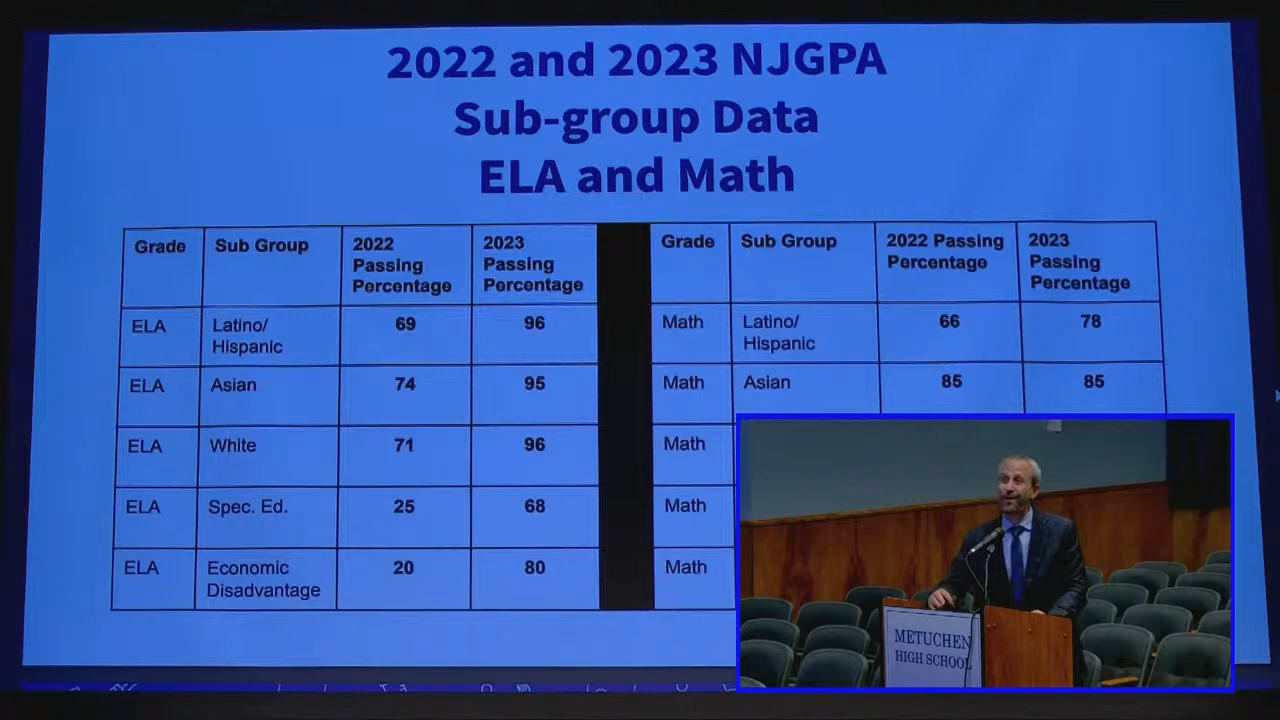 2022 and 2023 NJGPA
Sub-group Data
ELA and Math
Grade Sub Group 2022 Passing Percentage 2023 Passing Percentage
ELA Latino/ Hispanic 69 96
ELA Asian 74 95
ELA White 71 96
ELA Spec. Ed. 25 68
ELA Economic Disadvantage 20 80
Grade Sub Group 2022 Passing Percentage 2023 Passing Percentage
Math Latino/ Hispanic 66 78
Math Asian 85 85
Math
Math
Math
METUCHEN
HIGH SCHOOL